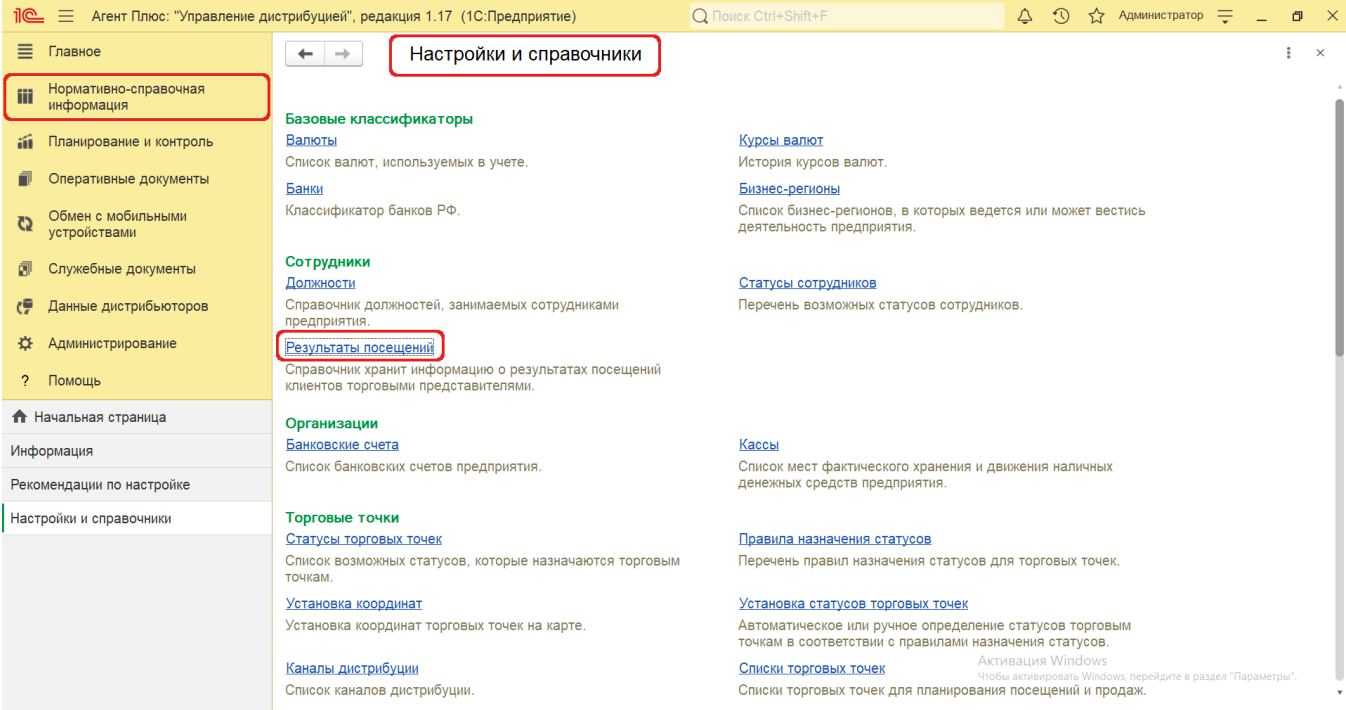 1С Агент Плюс: "Управление дистрибуцией", редакция 1.17 (1С:Предприятие)
Поиск Ctrl+Shift+F
Администратор
Главное
Нормативно-справочная
информация
Планирование и контроль
Оперативные документы
Обмен с мобильными
устройствами
Служебные документы
Данные дистрибьюторов
Администрирование
? Помощь
Начальная страница
Информация
Рекомендации по настройке
Настройки и справочники
Настройки и справочники
Базовые классификаторы
Валюты
Список валют, используемых в учете.
Курсы валют
История курсов валют.
Банки
Классификатор банков РФ.
Бизнес-регионы
Список бизнес-регионов, в которых ведется или может вестись
деятельность предприятия.
Сотрудники
Должности
Справочник должностей, занимаемых сотрудниками
предприятия.
Статусы сотрудников
Перечень возможных статусов сотрудников.
Результаты посещений
Справочник хранит информацию о результатах посещений
клиентов торговыми представителями.
Организации
Банковские счета
Список банковских счетов предприятия.
Кассы
Список мест фактического хранения и движения наличных
денежных средств предприятия.
Торговые точки
Статусы торговых точек
Список возможных статусов, которые назначаются торговым
точкам.
Правила назначения статусов
Перечень правил назначения статусов для торговых точек.
Установка координат
Установка координат торговых точек на карте.
Установка статусов торговых точек
Автоматическое или ручное определение статусов торговым
точкам в соответствии с правилами назначения статусов.
Каналы дистрибуции
Список каналов дистрибуции.
Списки торговых точек
Списки торговых точек для планирования посещений и продаж.
Активация Windows
Чтобы активировать Windows, перейдите в раздел "Параметры".